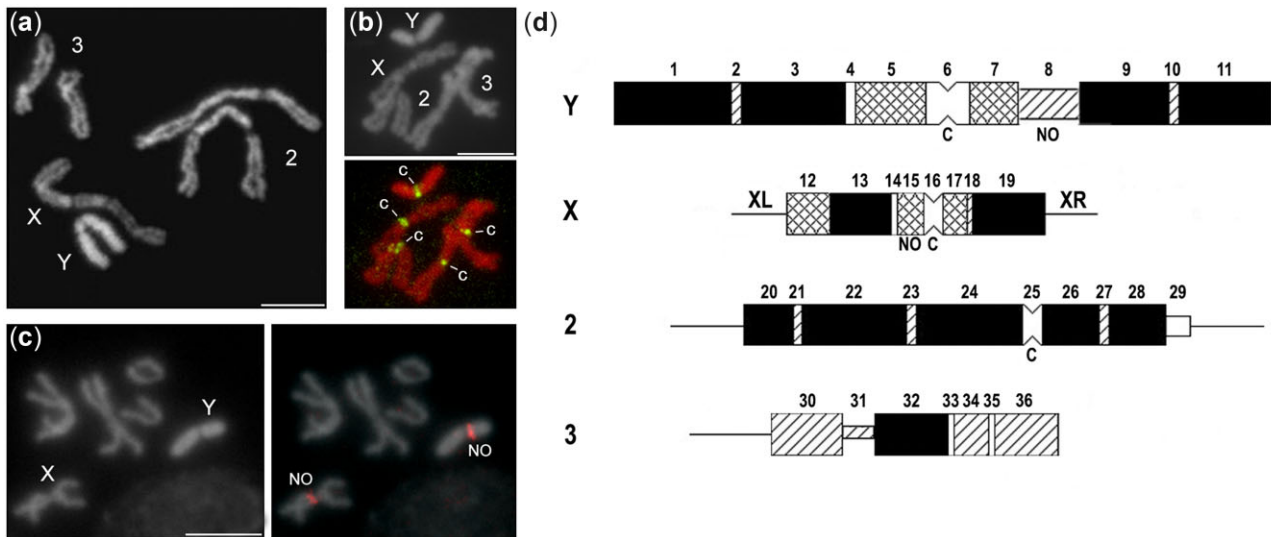 (a)
3
X
Y
2
(b)
Y
X
2
3
c
c
c
c
c
(c)
X
Y
NO
NO
(d)
1 2 3 4 5 6 7 8 9 10 11
Y
C NO
12 13 14 15 16 17 18 19
X XL XR
NO C
20 21 22 23 24 25 26 27 28 29
2
C
30 31 32 33 34 35 36
3